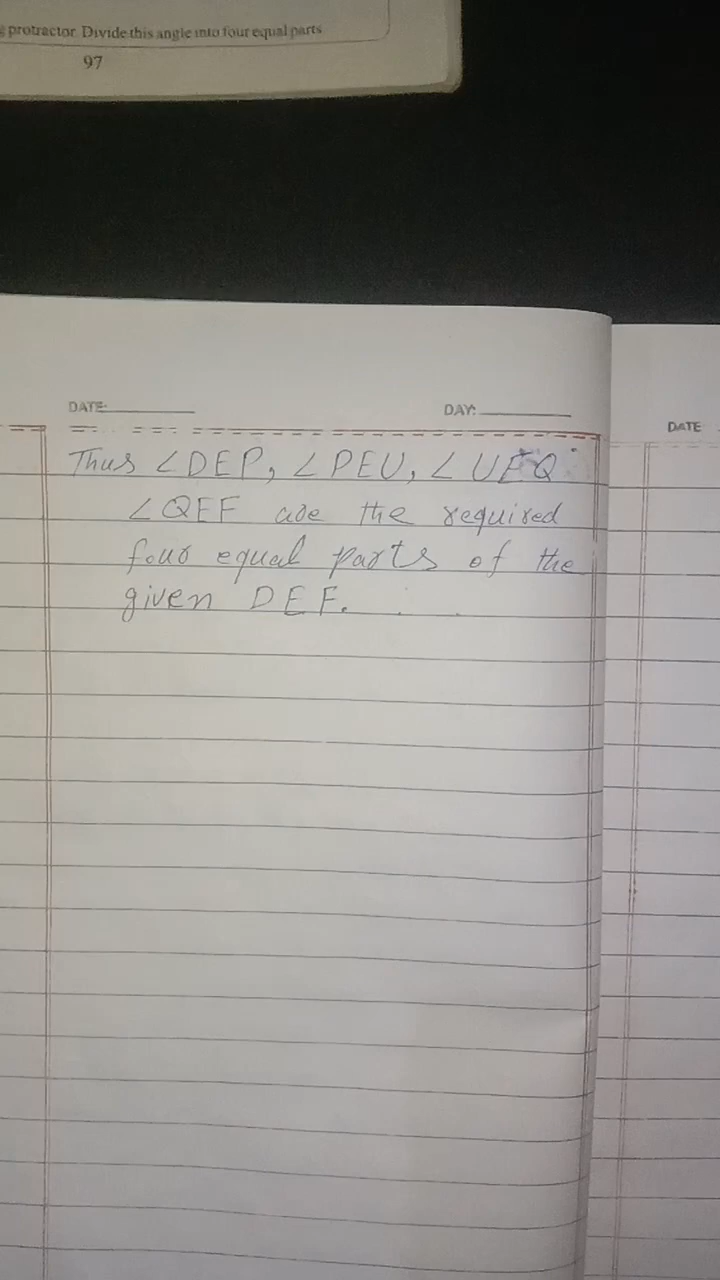 protractor. Divide this angle into four equal parts
97
DATE:
DAY:
DATE
Thus ∠DEP, ∠PEU, ∠UEQ
∠QEF are the required
four equal parts of the
given DEF.